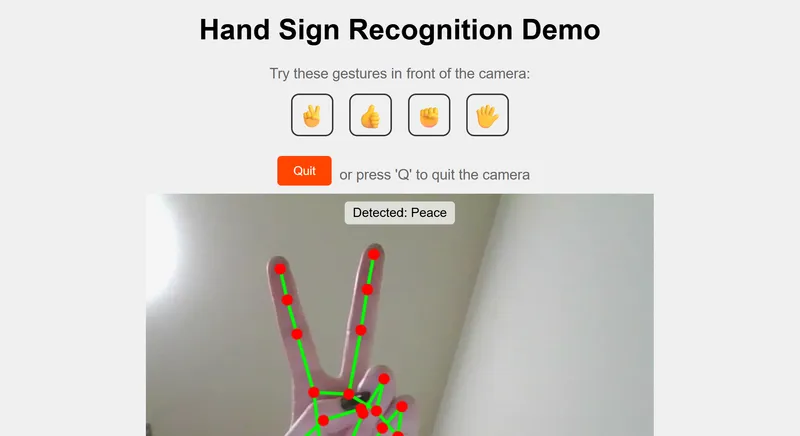 Hand Sign Recognition Demo
Try these gestures in front of the camera:
Quit or press 'Q' to quit the camera
Detected: Peace